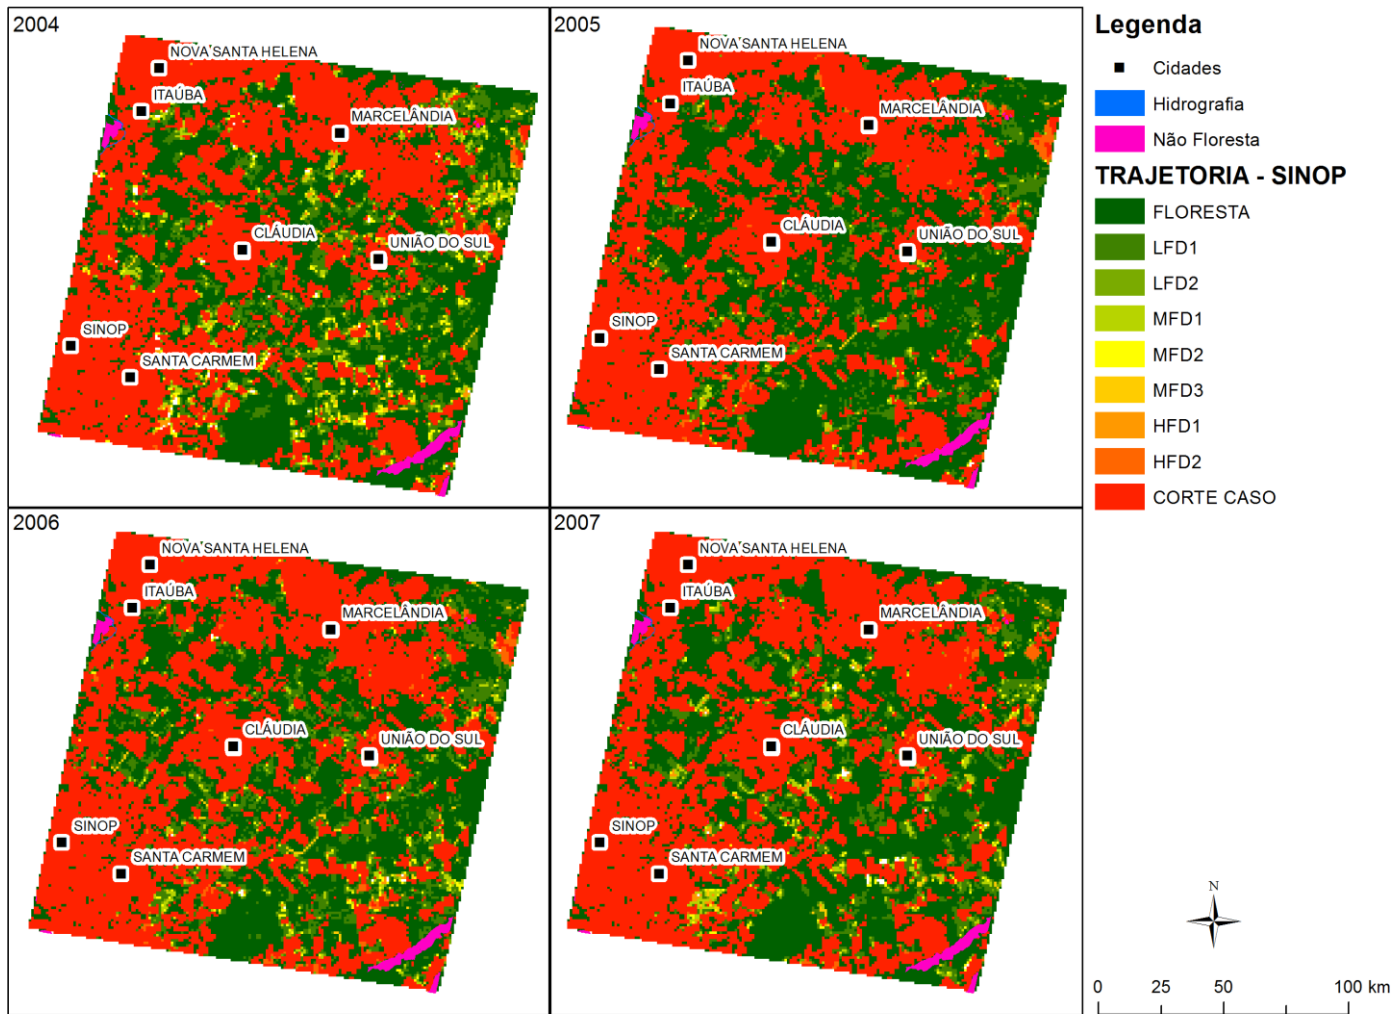 2004
NOVA SANTA HELENA
ITAÚBA
MARCELÂNDIA
CLÁUDIA
UNIÃO DO SUL
SINOP
SANTA CARMEM
2005
NOVA SANTA HELENA
ITAÚBA
MARCELÂNDIA
CLÁUDIA
UNIÃO DO SUL
SINOP
SANTA CARMEM
2006
NOVA SANTA HELENA
ITAÚBA
MARCELÂNDIA
CLÁUDIA
UNIÃO DO SUL
SINOP
SANTA CARMEM
2007
NOVA SANTA HELENA
ITAÚBA
MARCELÂNDIA
CLÁUDIA
UNIÃO DO SUL
SINOP
SANTA CARMEM
Legenda
Cidades
Hidrografia
Não Floresta
TRAJETORIA - SINOP
FLORESTA
LFD1
LFD2
MFD1
MFD2
MFD3
HFD1
HFD2
CORTE CASO
N
0 25 50 100 km